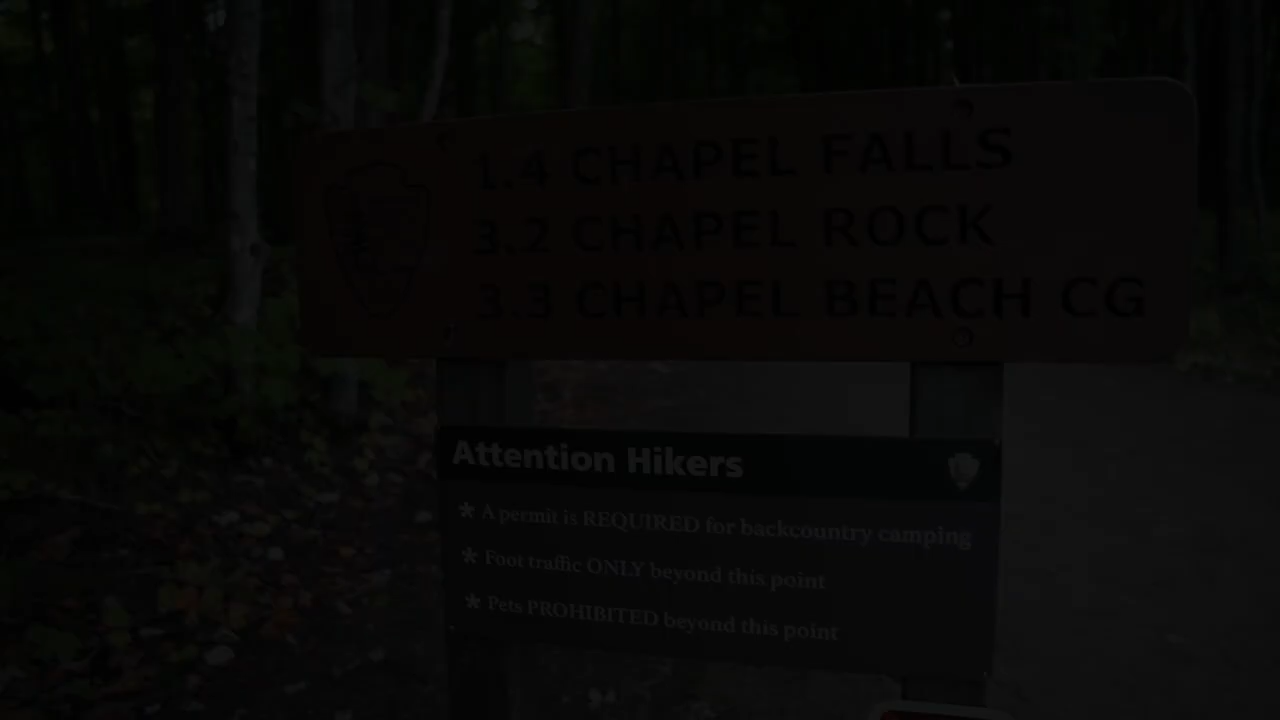 1.4 CHAPEL FALLS
3.2 CHAPEL ROCK
3.3 CHAPEL BEACH CG
Attention Hikers
* A permit is REQUIRED for backcountry camping
* Foot traffic ONLY beyond this point
* Pets PROHIBITED beyond this point